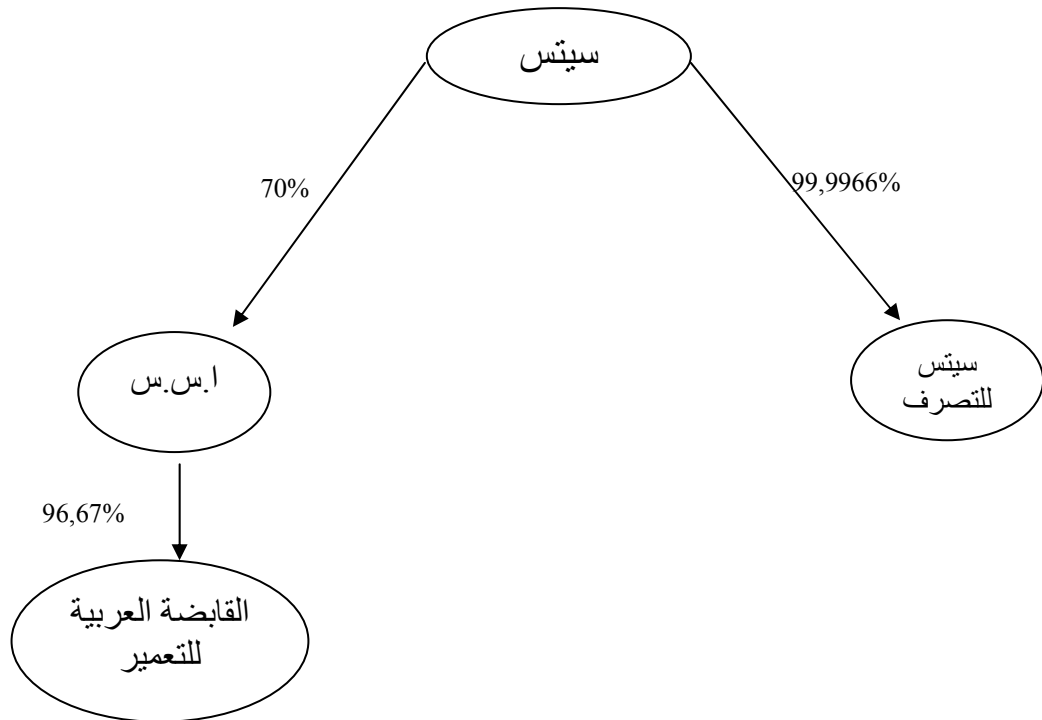 سيتس
70%
99,9966%
ا.س.س
سيتس
للتصرف
96,67%
القابضة العربية
للتعمير